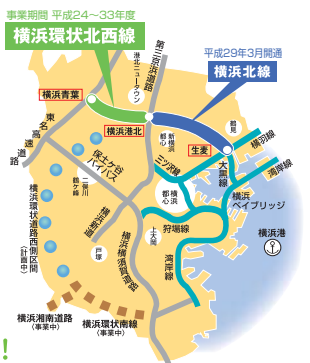 事業期間 平成24～33年度
横浜環状北西線
平成29年3月開通
横浜北線
第三京浜道路
港北ニュータウン
横浜青葉
東名高速道路
横浜港北
新横浜都心
鶴見
生麦
横羽線
湾岸線
大黒線
保土ケ谷バイパス
三ツ沢線
二俣川
鶴ケ峰
横浜都心
横浜ベイブリッジ
横浜新道
狩場線
横浜港
上大岡
戸塚
横浜横須賀道路
湾岸線
横浜環状道路西側区間
(計画中)
横浜湘南道路
(事業中)
横浜環状南線
(事業中)
!